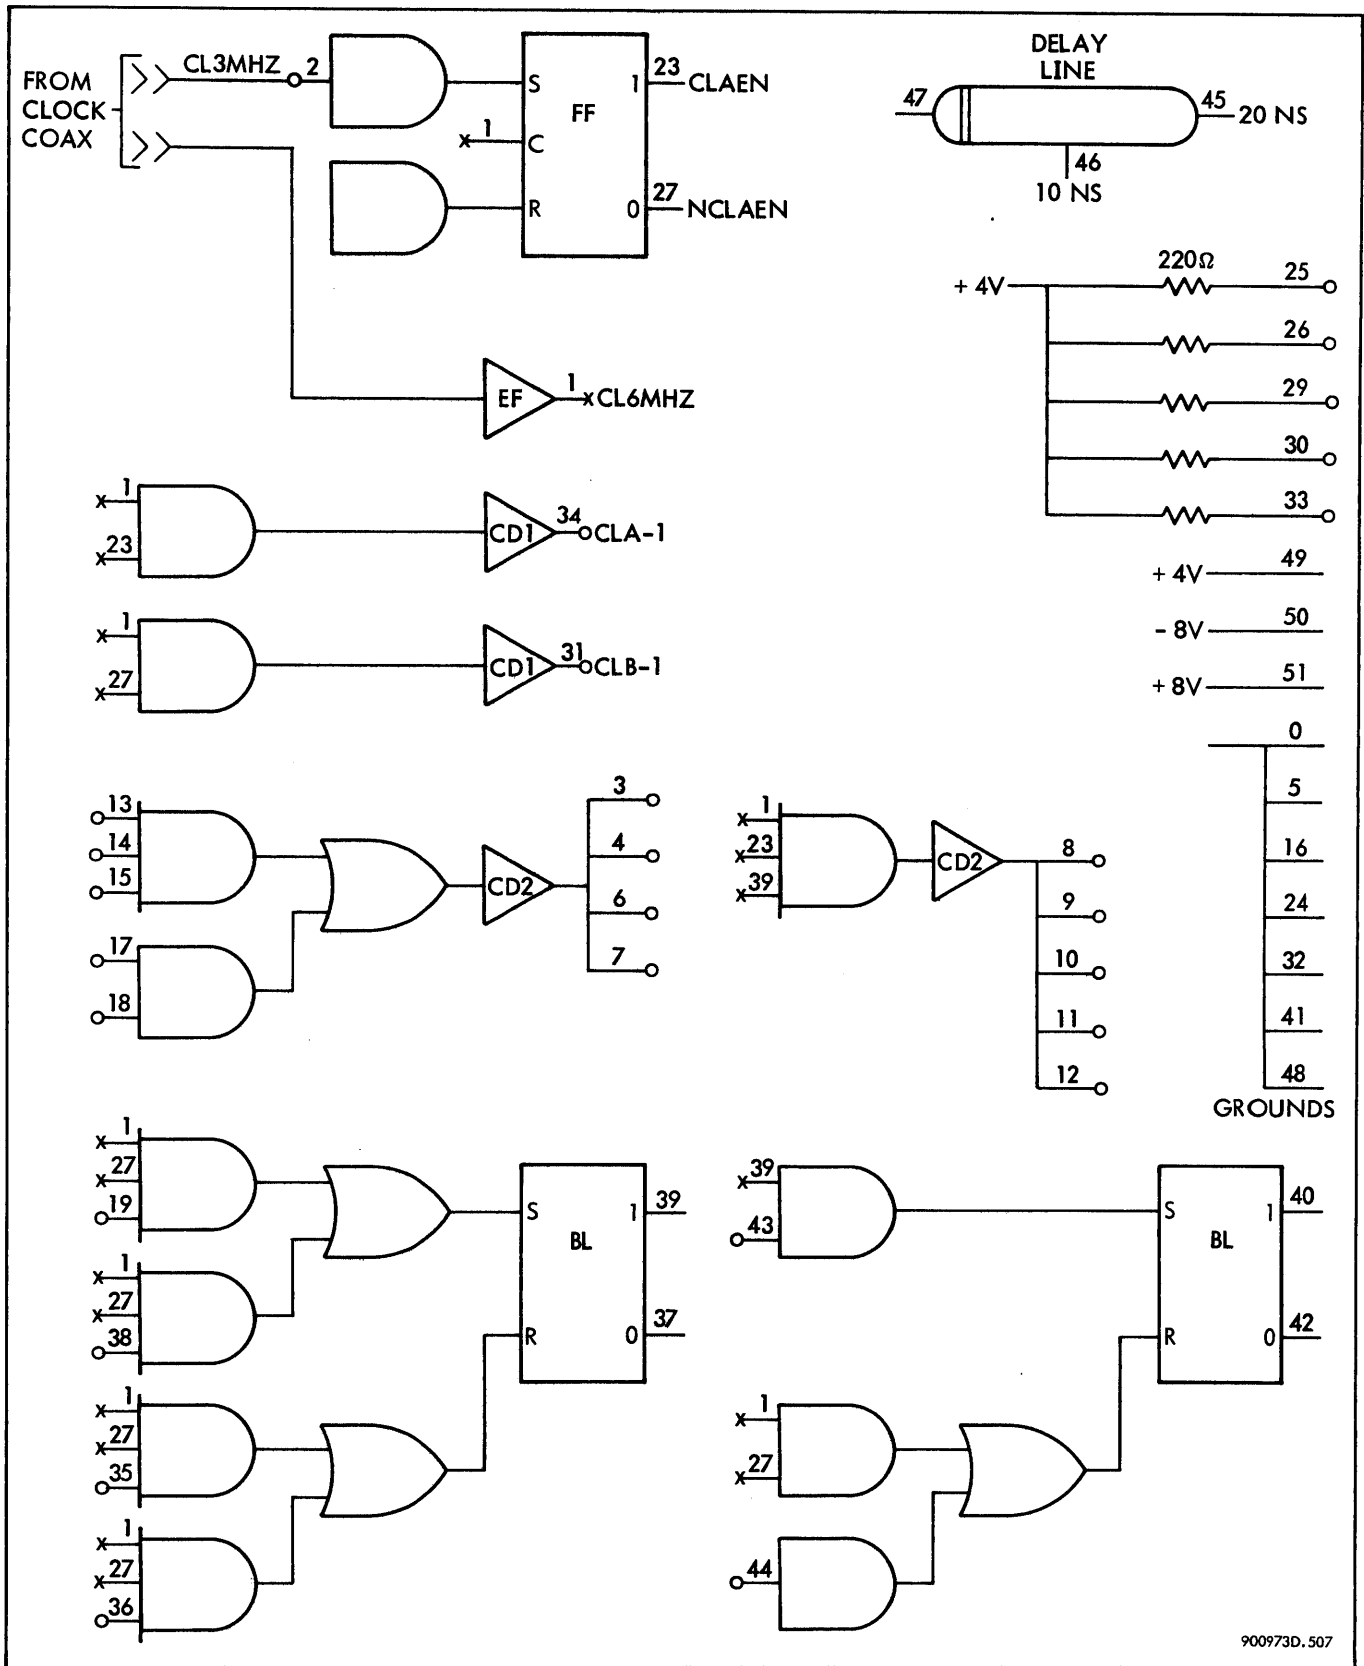 FROM
CLOCK
COAX
CL3MHZ 2
S 1 23 CLAEN
FF
1 C
R 0 27 NCLAEN
DELAY
LINE
47 45 20 NS
46
10 NS
EF 1 CL6MHZ
+ 4V 220Ω 25
26
29
30
33
+ 4V 49
- 8V 50
+ 8V 51
1
23
CD1 34 CLA-1
1
27
CD1 31 CLB-1
13
14
15
17
18
CD2
3
4
6
7
1
23
39
CD2
8
9
10
11
12
0
5
16
24
32
41
48
GROUNDS
1
27
19
1
27
38
1
27
35
1
27
36
S 1 39
BL
R 0 37
39
43
S 1 40
BL
R 0 42
1
27
44
900973D.507